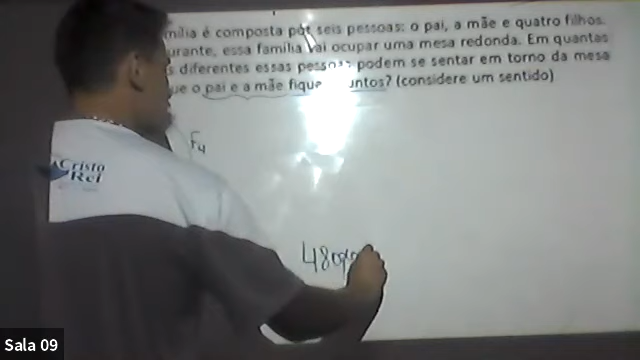 mília é composta por seis pessoas: o pai, a mãe e quatro filhos.
urante, essa família vai ocupar uma mesa redonda. Em quantas
s diferentes essas pessoas podem se sentar em torno da mesa
ue o pai e a mãe fique untos? (considere um sentido)
F4
Cristo
Rei
480
Sala 09